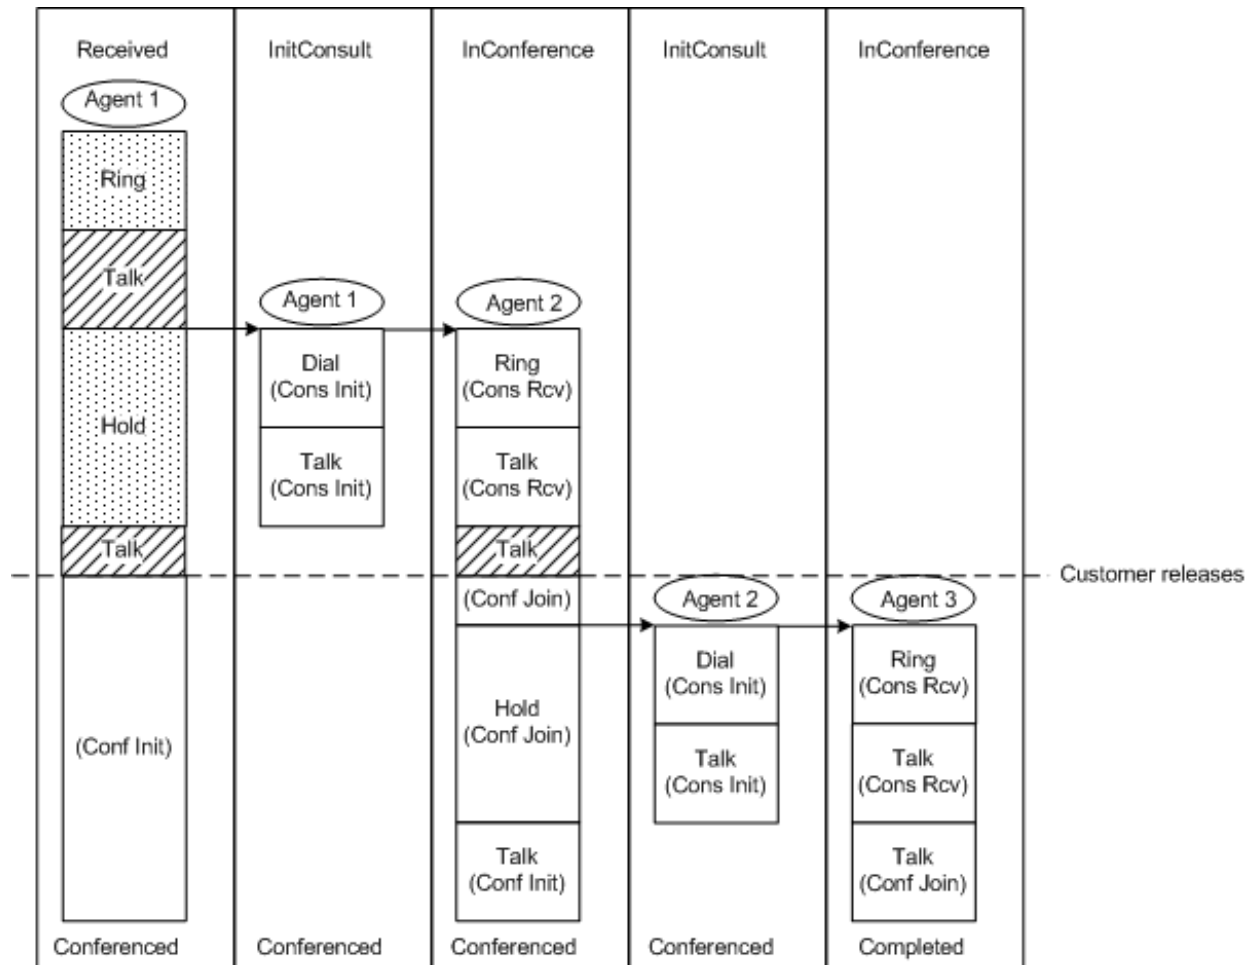 Received
InitConsult
InConference
InitConsult
InConference
Agent 1
Ring
Talk
Hold
Talk
(Conf Init)
Conferenced
Agent 1
Dial
(Cons Init)
Talk
(Cons Init)
Conferenced
Agent 2
Ring
(Cons Rcv)
Talk
(Cons Rcv)
Talk
(Conf Join)
Hold
(Conf Join)
Talk
(Conf Init)
Conferenced
Agent 2
Dial
(Cons Init)
Talk
(Cons Init)
Conferenced
Agent 3
Ring
(Cons Rcv)
Talk
(Cons Rcv)
Talk
(Conf Join)
Completed
Customer releases